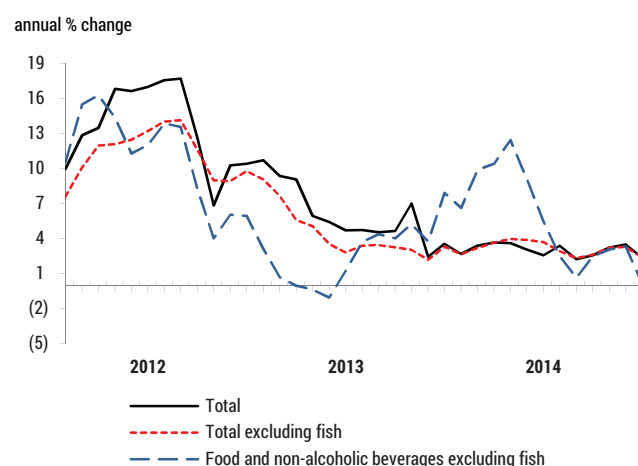 annual % change
19
16
13
10
7
4
1
(2)
(5)
2012 2013 2014
Total
Total excluding fish
Food and non-alcoholic beverages excluding fish